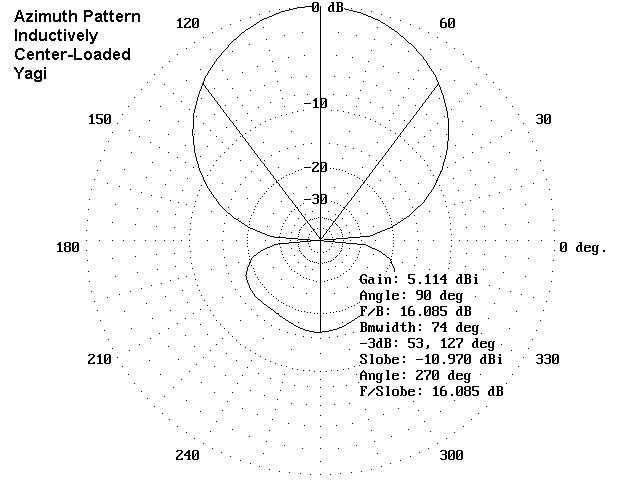 Azimuth Pattern
Inductively
Center-Loaded
Yagi
0 dB
120
60
-10
150
30
-20
-30
180
0 deg.
Gain: 5.114 dBi
Angle: 90 deg
F/B: 16.085 dB
Bmwidth: 74 deg
-3dB: 53, 127 deg
Slobe: -10.970 dBi
Angle: 270 deg
F/Slobe: 16.085 dB
210
330
240
300